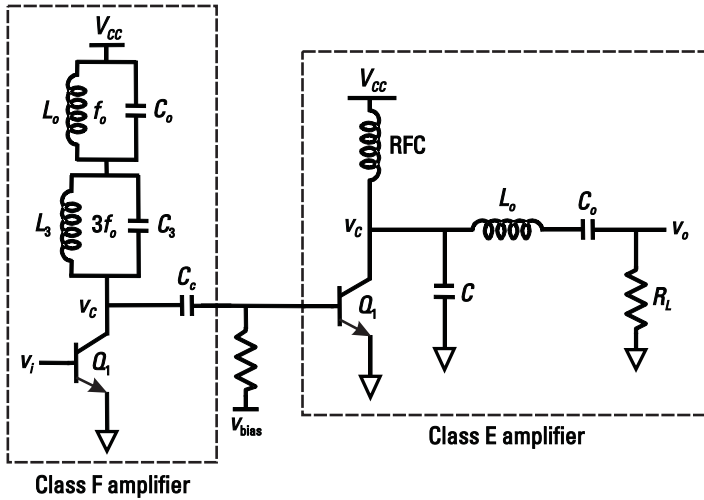 V_CC
L_o f_o C_o
L_3 3f_o C_3
v_C
C_c
v_i
Q_1
v_bias
Class F amplifier
V_CC
RFC
L_o
C_o
v_C
v_o
C
Q_1
R_L
Class E amplifier